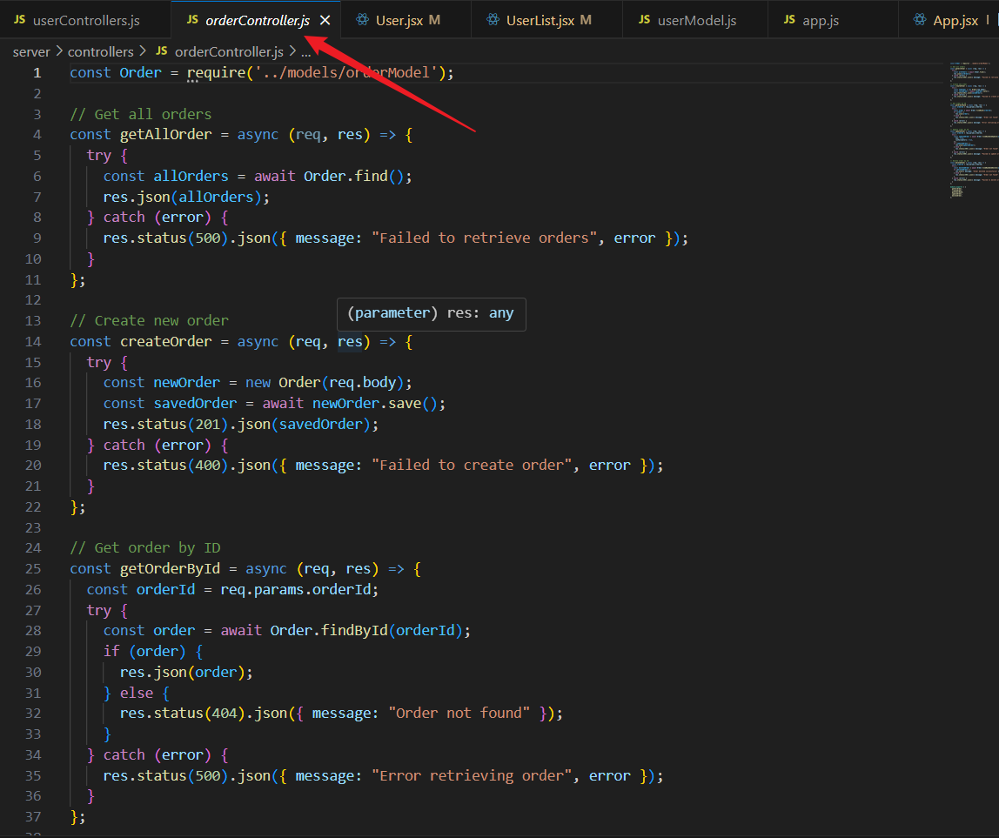 JS userControllers.js JS orderController.js User.jsx M UserList.jsx M JS userModel.js JS app.js App.jsx
server > controllers > JS orderController.js > ...
1 const Order = require('../models/orderModel');
2
3 // Get all orders
4 const getAllOrder = async (req, res) => {
5 try {
6 const allOrders = await Order.find();
7 res.json(allOrders);
8 } catch (error) {
9 res.status(500).json({ message: "Failed to retrieve orders", error });
10 }
11 };
12
(parameter) res: any
13 // Create new order
14 const createOrder = async (req, res) => {
15 try {
16 const newOrder = new Order(req.body);
17 const savedOrder = await newOrder.save();
18 res.status(201).json(savedOrder);
19 } catch (error) {
20 res.status(400).json({ message: "Failed to create order", error });
21 }
22 };
23
24 // Get order by ID
25 const getOrderById = async (req, res) => {
26 const orderId = req.params.orderId;
27 try {
28 const order = await Order.findById(orderId);
29 if (order) {
30 res.json(order);
31 } else {
32 res.status(404).json({ message: "Order not found" });
33 }
34 } catch (error) {
35 res.status(500).json({ message: "Error retrieving order", error });
36 }
37 };